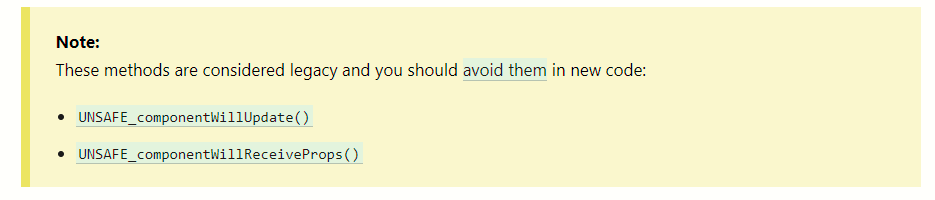 Note:
These methods are considered legacy and you should avoid them in new code:
• UNSAFE_componentWillUpdate()
• UNSAFE_componentWillReceiveProps()